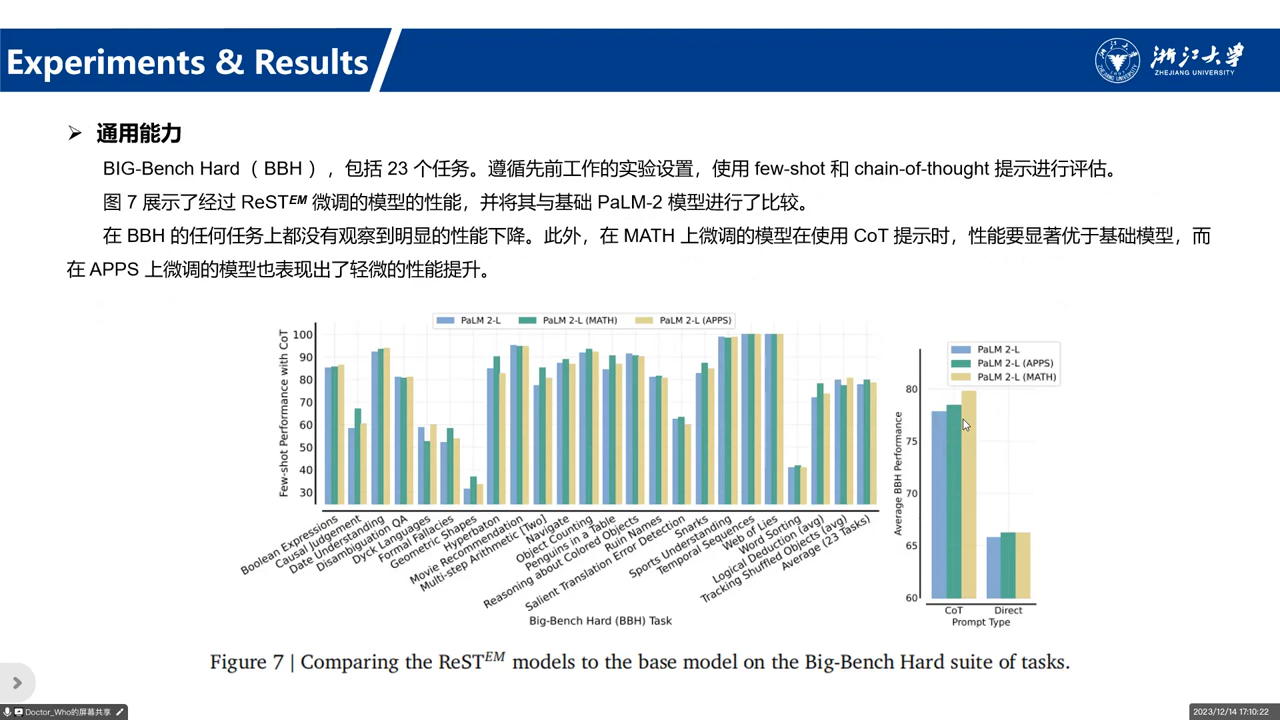 Experiments & Results
浙江大学
ZHEJIANG UNIVERSITY
➢ 通用能力
BIG-Bench Hard（BBH），包括 23 个任务。遵循先前工作的实验设置，使用 few-shot 和 chain-of-thought 提示进行评估。
图 7 展示了经过 ReSTᴱᴹ 微调的模型的性能，并将其与基础 PaLM-2 模型进行了比较。
在 BBH 的任何任务上都没有观察到明显的性能下降。此外，在 MATH 上微调的模型在使用 CoT 提示时，性能要显著优于基础模型，而
在 APPS 上微调的模型也表现出了轻微的性能提升。
PaLM 2-L PaLM 2-L (MATH) PaLM 2-L (APPS)
Few-shot Performance with CoT
100
90
80
70
60
50
40
30
Boolean Expressions
Causal Judgement
Date Understanding
Disambiguation QA
Dyck Languages
Formal Fallacies
Geometric Shapes
Hyperbaton
Movie Recommendation
Multi-step Arithmetic [Two]
Navigate
Object Counting
Penguins in a Table
Reasoning about Colored Objects
Ruin Names
Salient Translation Error Detection
Snarks
Sports Understanding
Temporal Sequences
Web of Lies
Word Sorting
Logical Deduction (avg)
Tracking Shuffled Objects (avg)
Average (23 Tasks)
Big-Bench Hard (BBH) Task
PaLM 2-L
PaLM 2-L (APPS)
PaLM 2-L (MATH)
Average BBH Performance
80
75
70
65
60
CoT Direct
Prompt Type
Figure 7 | Comparing the ReSTᴱᴹ models to the base model on the Big-Bench Hard suite of tasks.
Doctor_Who的屏幕共享
2023/12/14 17:10:22